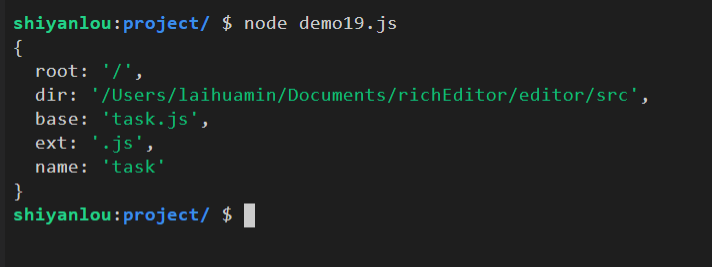 shiyanlou:project/ $ node demo19.js
{
  root: '/',
  dir: '/Users/laihuamin/Documents/richEditor/editor/src',
  base: 'task.js',
  ext: '.js',
  name: 'task'
}
shiyanlou:project/ $